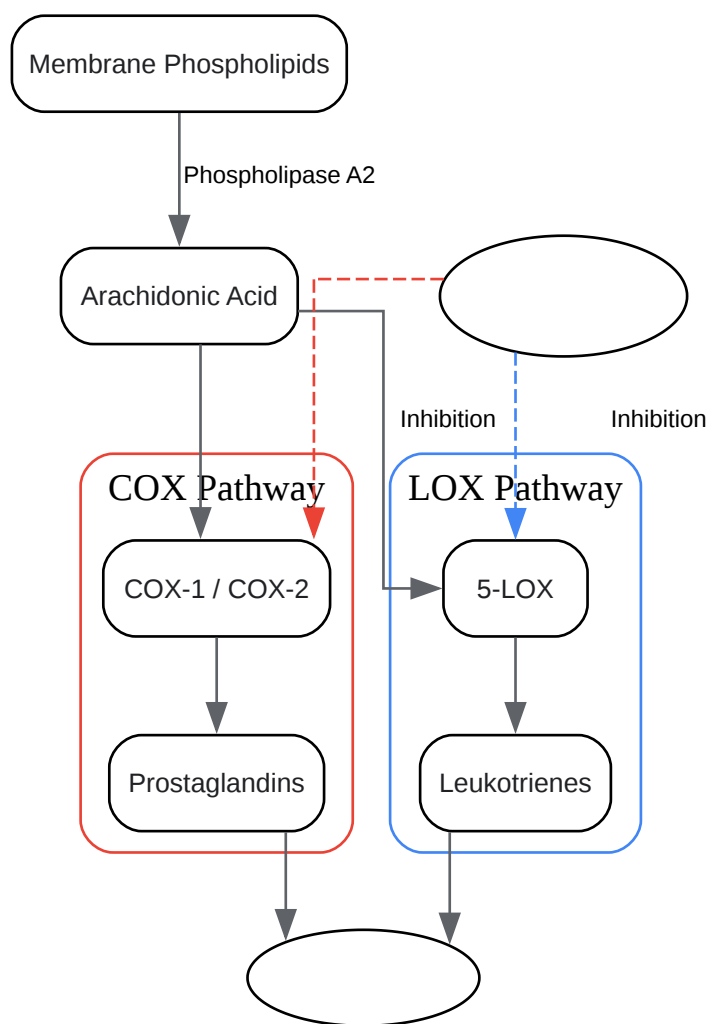 Membrane Phospholipids
Phospholipase A2
Arachidonic Acid
Inhibition
Inhibition
COX Pathway
LOX Pathway
COX-1 / COX-2
5-LOX
Prostaglandins
Leukotrienes